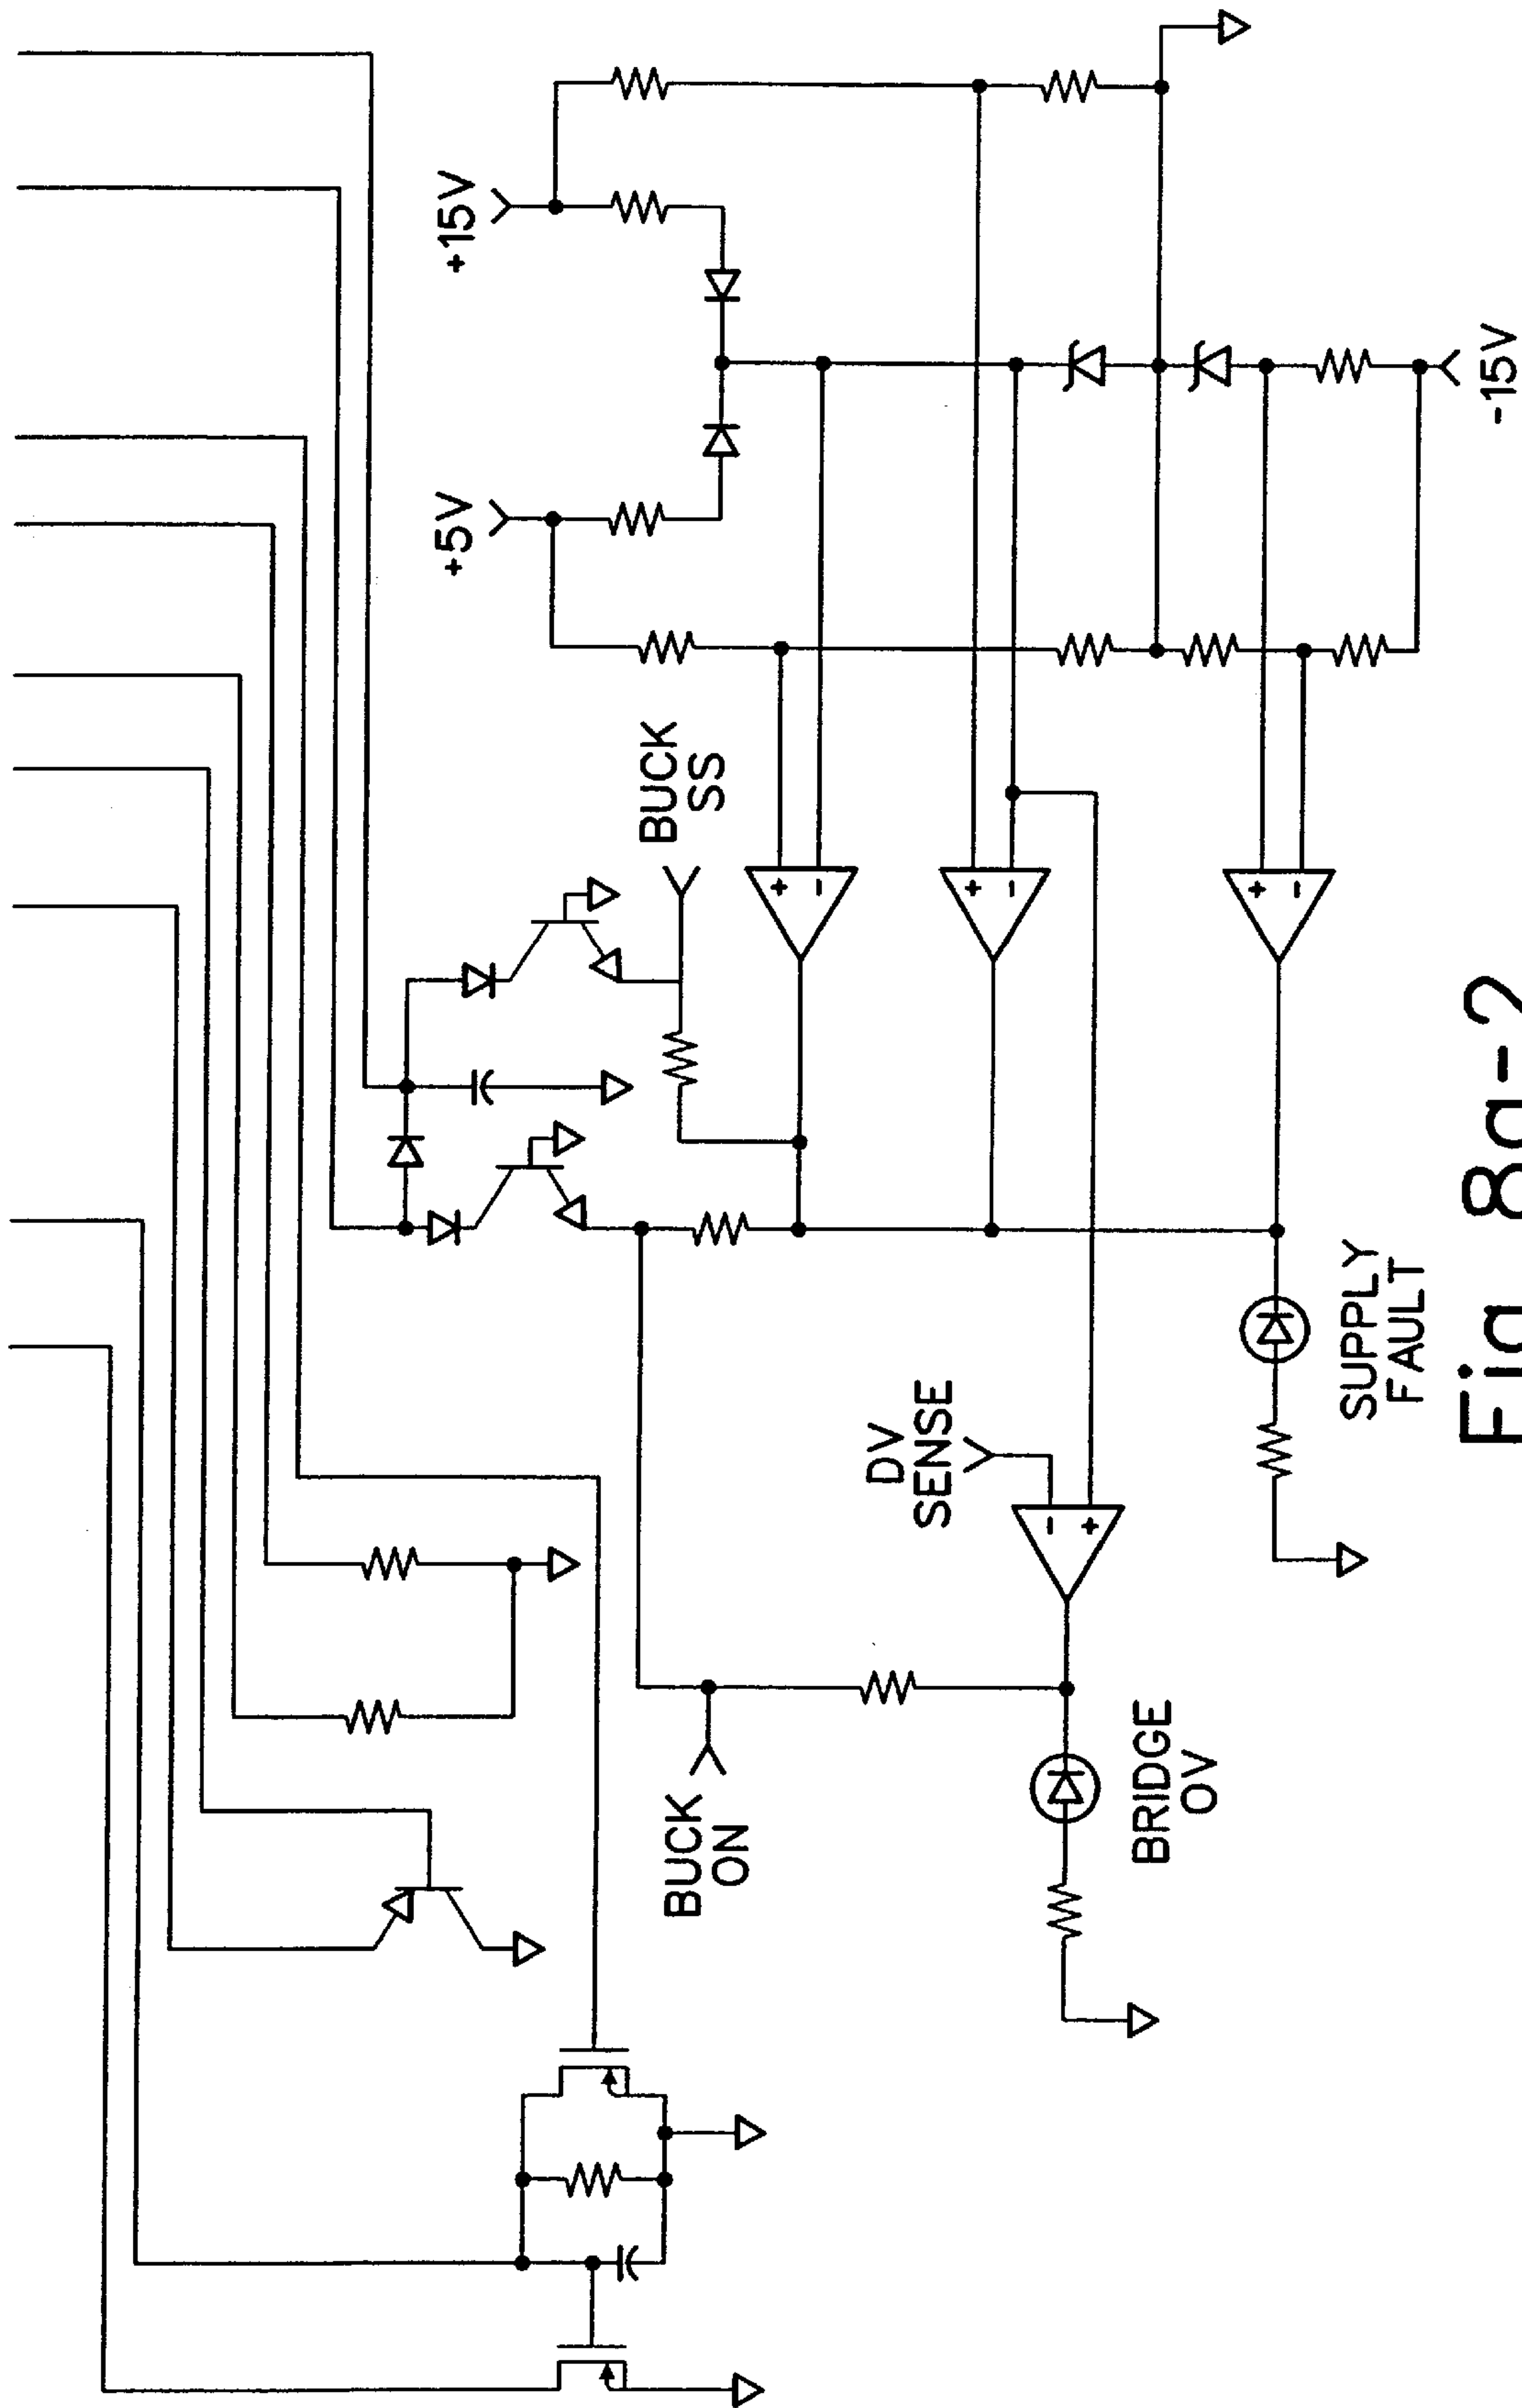 +15V
+5V
-15V
BUCK
SS
+
-
+
-
+
-
DV
SENSE
-
+
SUPPLY
FAULT
BUCK
ON
BRIDGE
OV
Fig. 8a-2